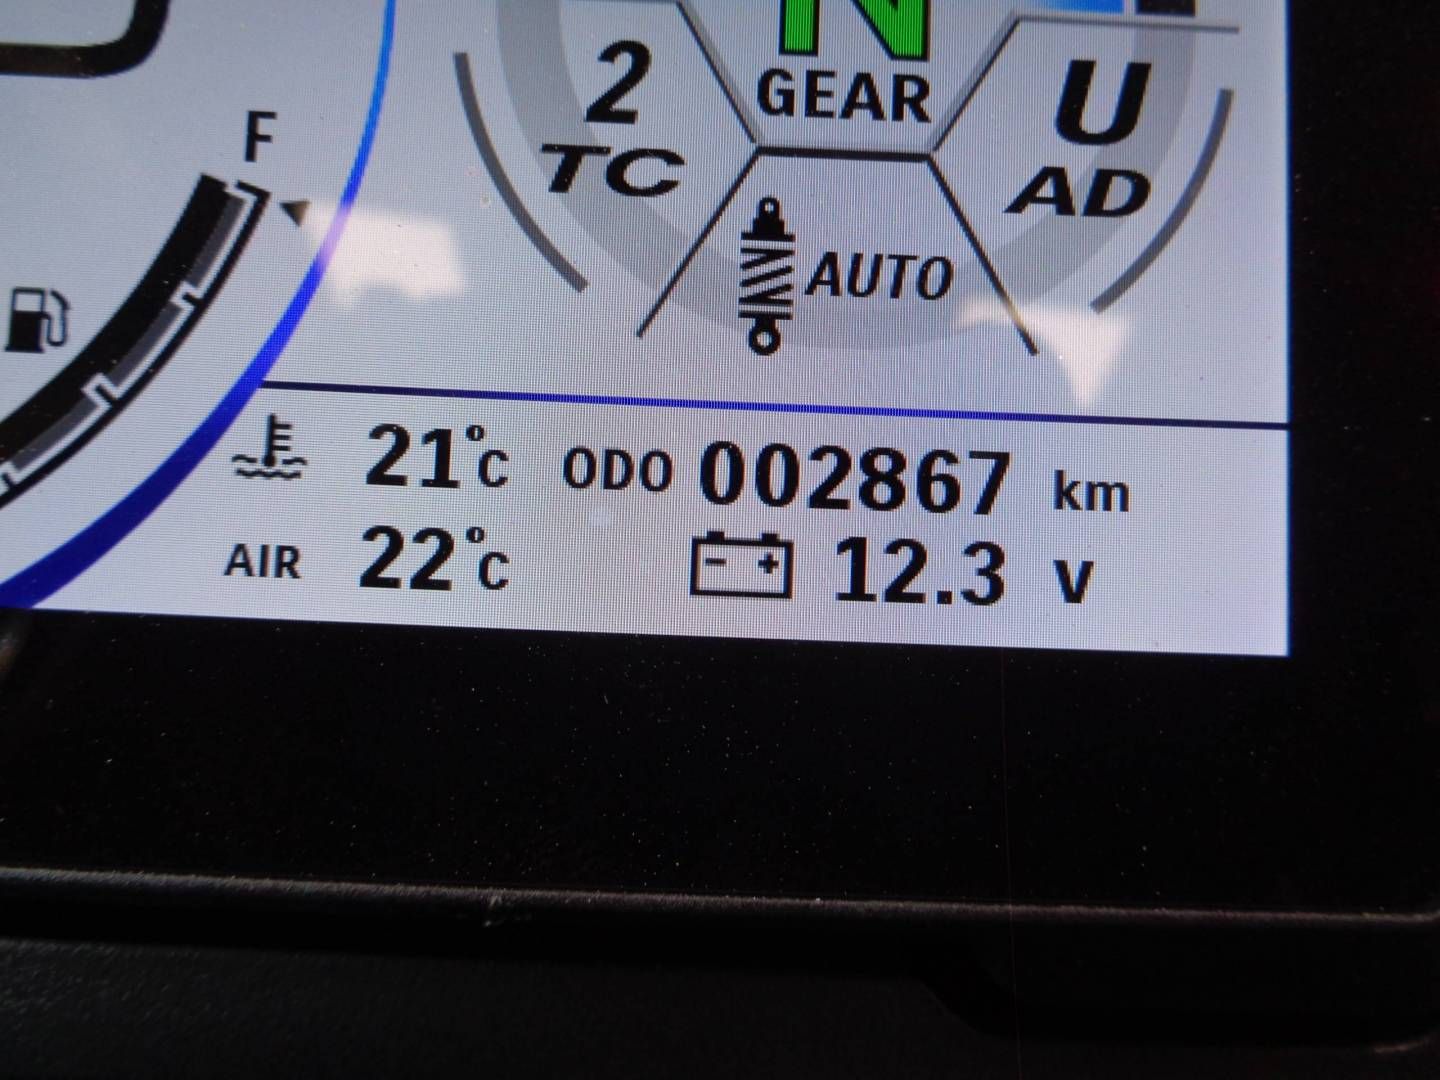 N
GEAR
2
TC
U
AD
F
AUTO
21°C ODO 002867 km
AIR 22°C 12.3 V